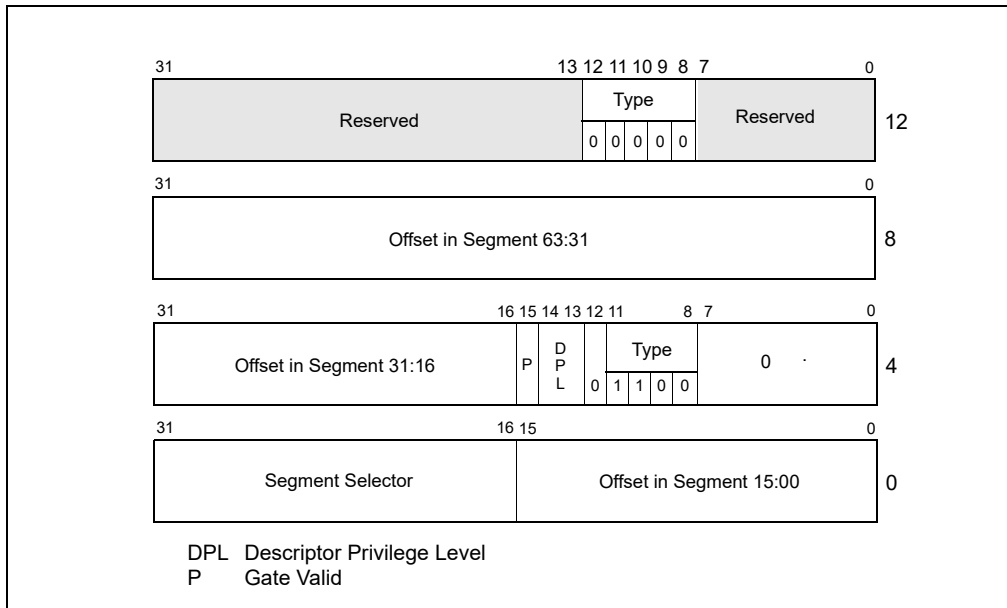 31 13 12 11 10 9 8 7 0
Type
Reserved Reserved 12
0 0 0 0 0
31 0
Offset in Segment 63:31 8
31 16 15 14 13 12 11 8 7 0
Offset in Segment 31:16 P DPL Type 0 . 4
0 1 1 0 0
31 16 15 0
Segment Selector Offset in Segment 15:00 0
DPL Descriptor Privilege Level
P Gate Valid